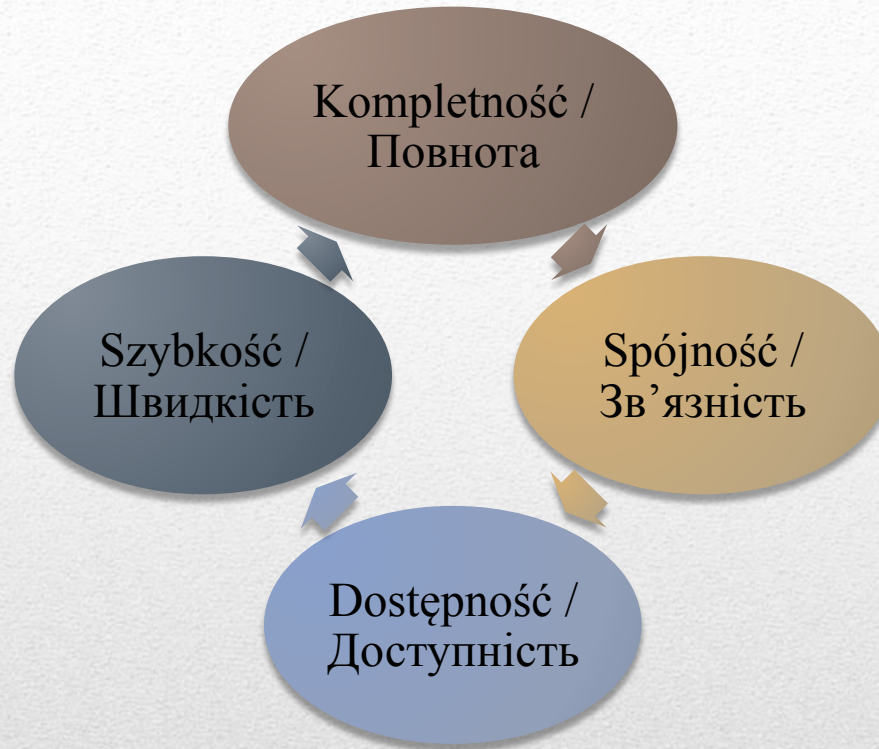 Kompletność /
Повнота
Szybkość /
Швидкість
Spójność /
Зв’язність
Dostępność /
Доступність